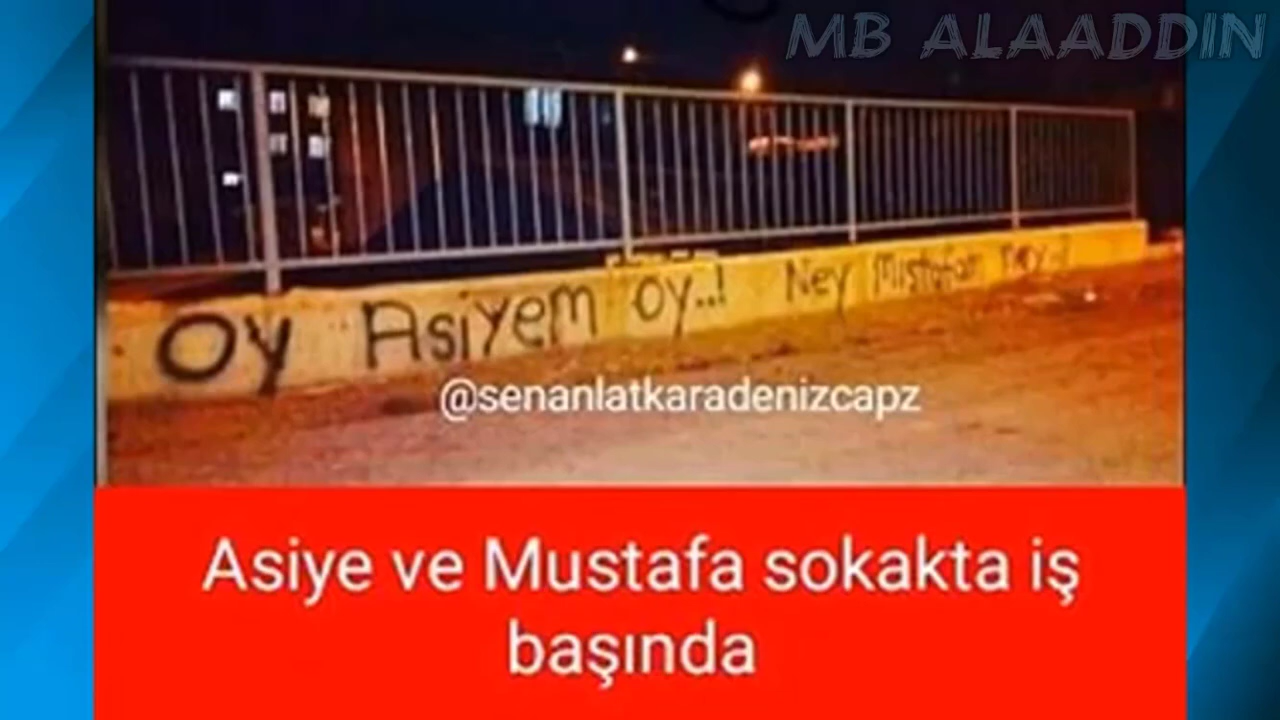 MB ALAADDIN
OY Asiyem oy..! Ney Mustafam ney..!
@senanlatkaradenizcapz
Asiye ve Mustafa sokakta iş
başında